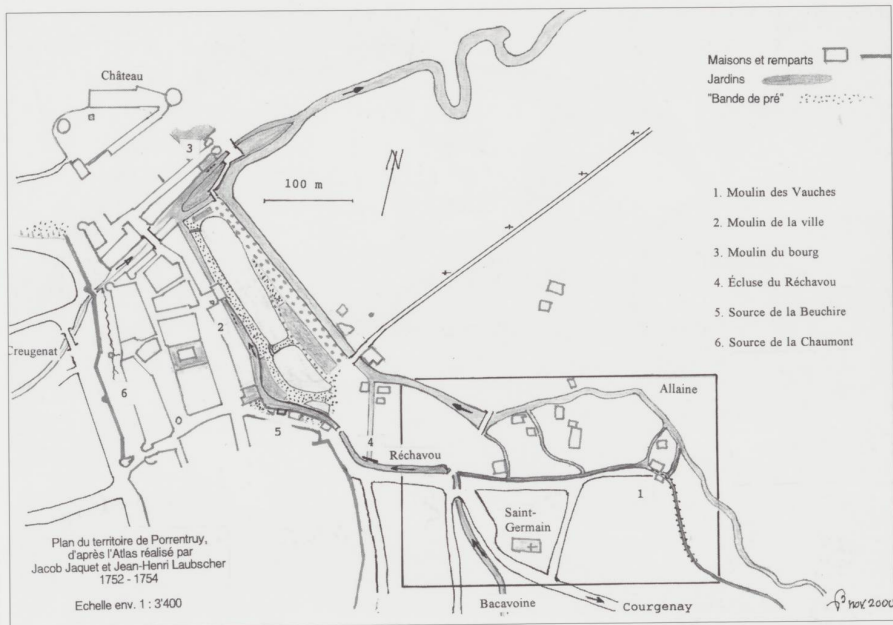 Château
Maisons et remparts
Jardins
"Bande de pré"
3
100 m
N
1. Moulin des Vauches
2. Moulin de la ville
3. Moulin du bourg
4. Écluse du Réchavou
5. Source de la Beuchire
6. Source de la Chaumont
Creugenat
2
6
5
4
Réchavou
Allaine
1
Saint-
Germain
Bacavoine
Courgenay
Plan du territoire de Porrentruy,
d'après l'Atlas réalisé par
Jacob Jaquet et Jean-Henri Laubscher
1752 - 1754
Echelle env. 1 : 3'400
nov. 2000